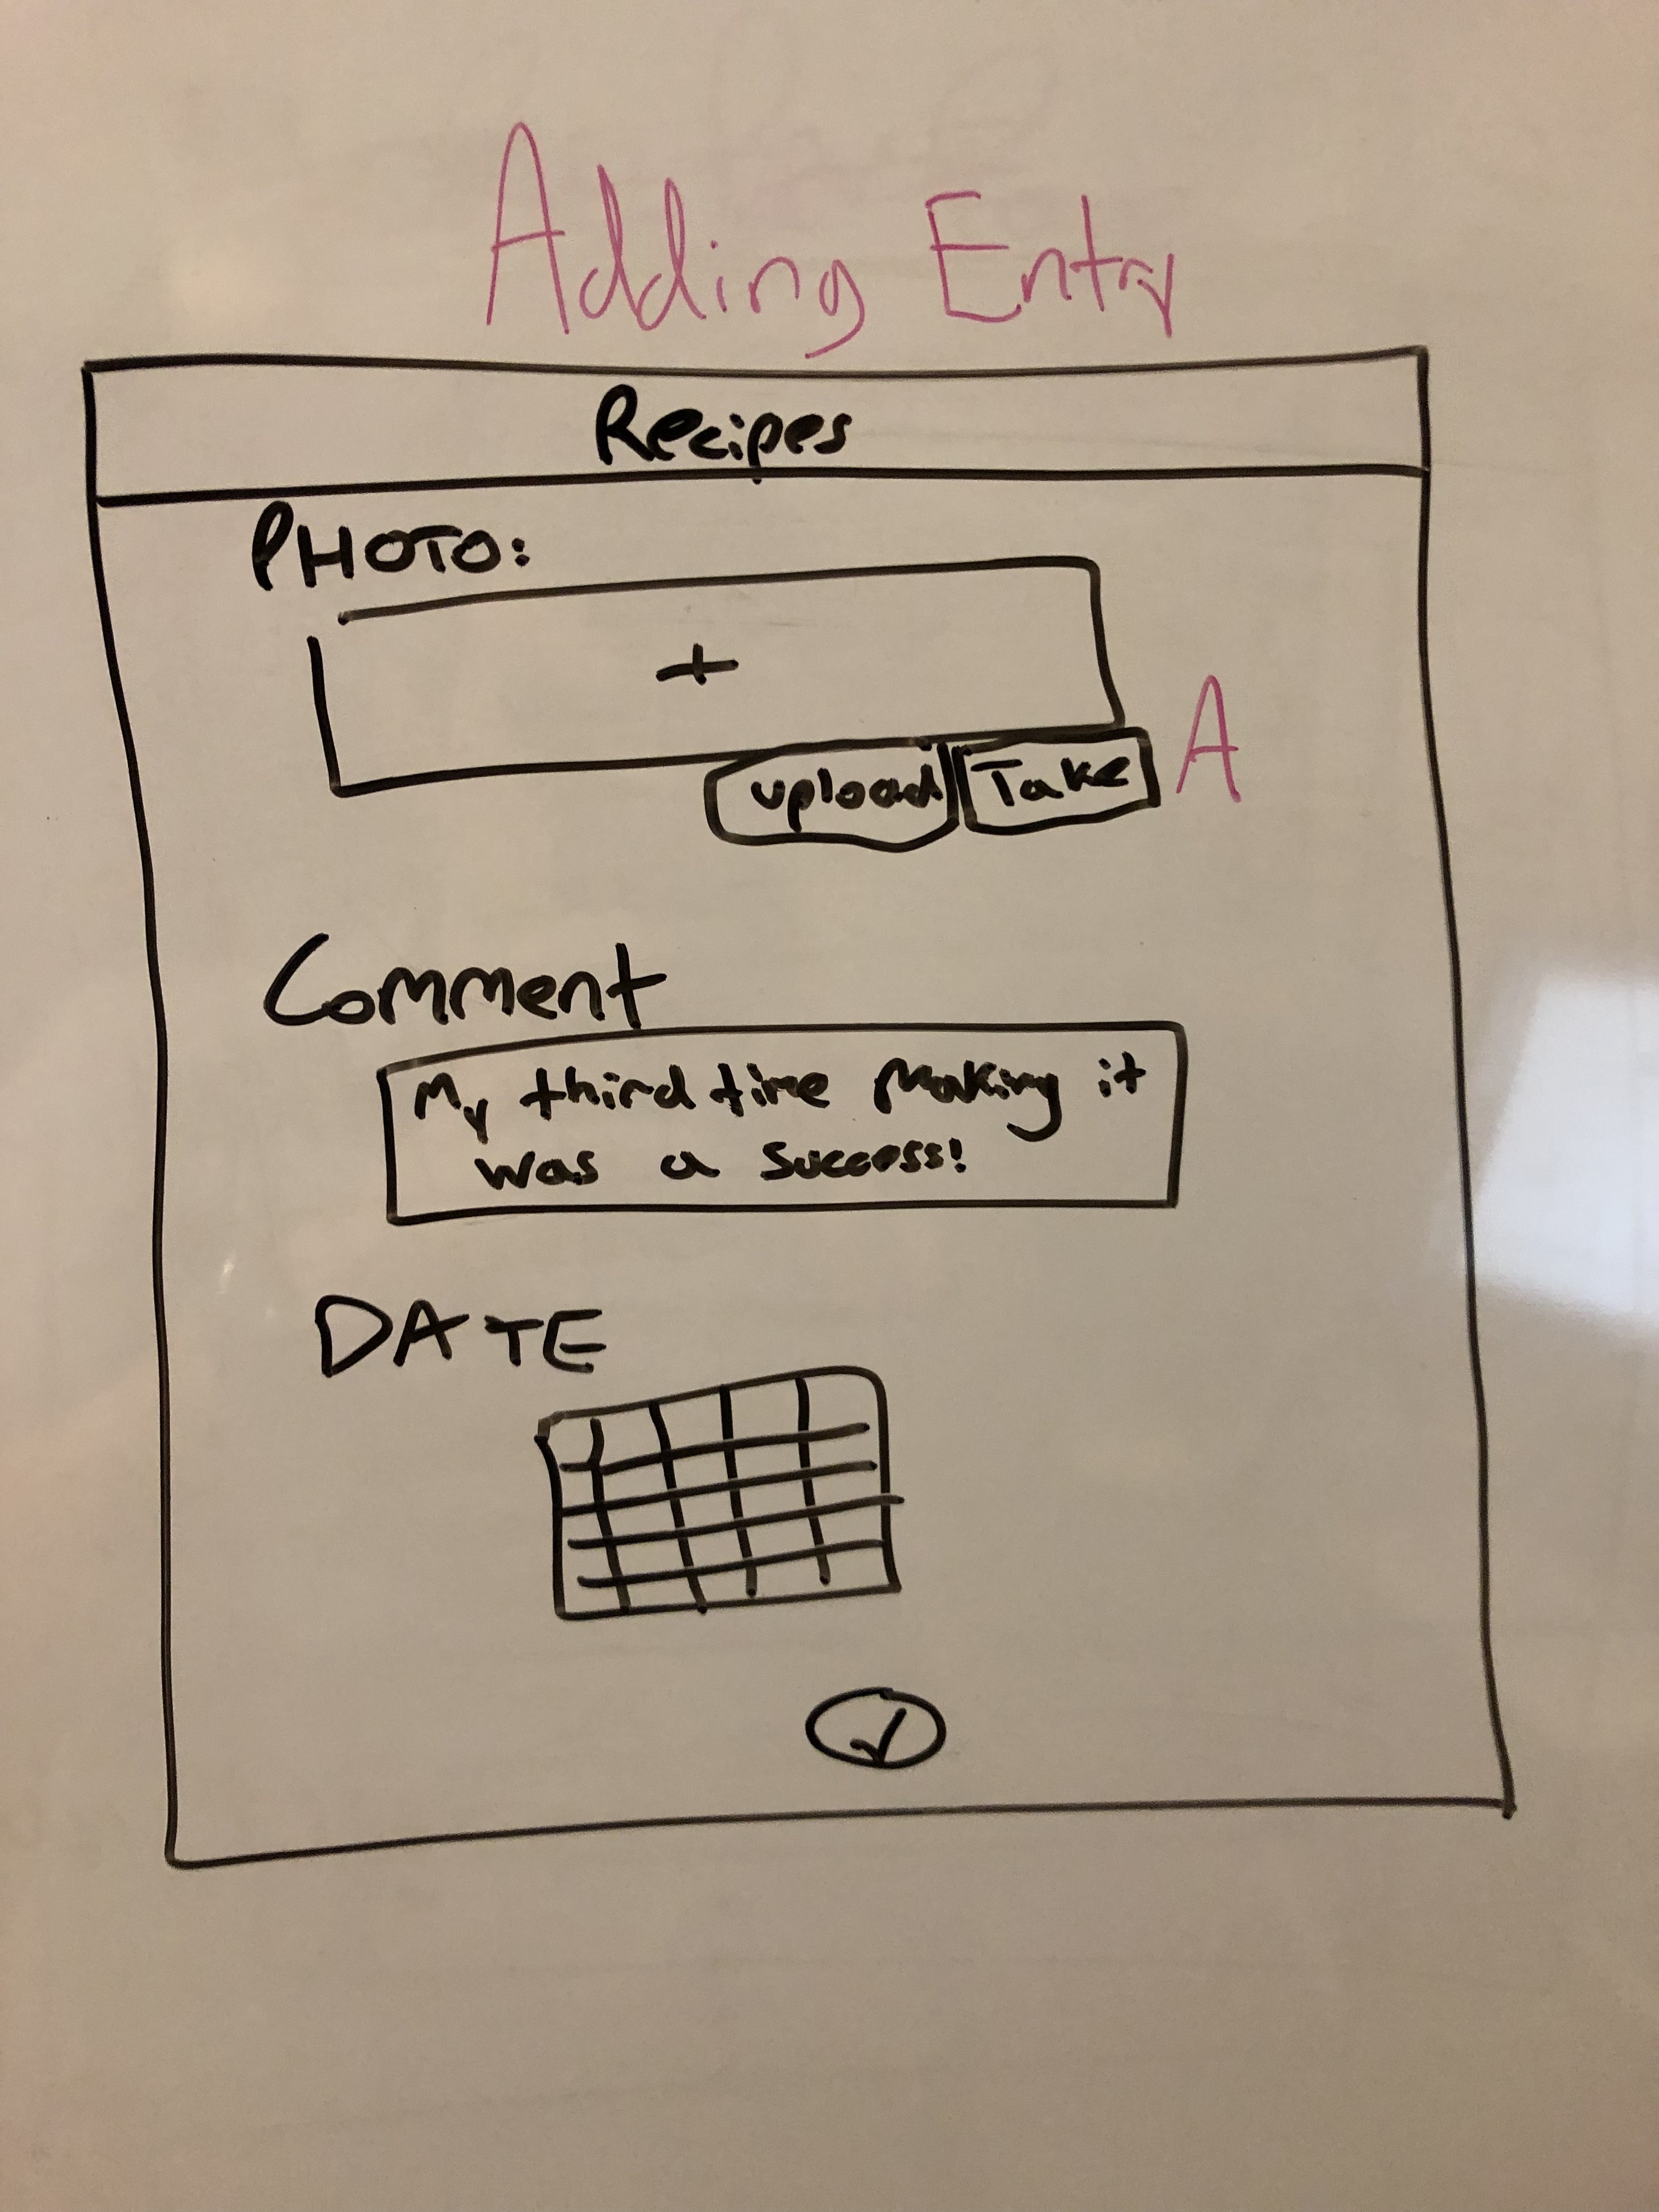 Adding Entry
Recipes
PHOTO:
+
upload Take A
Comment
My third time Making it
was a success!
DATE